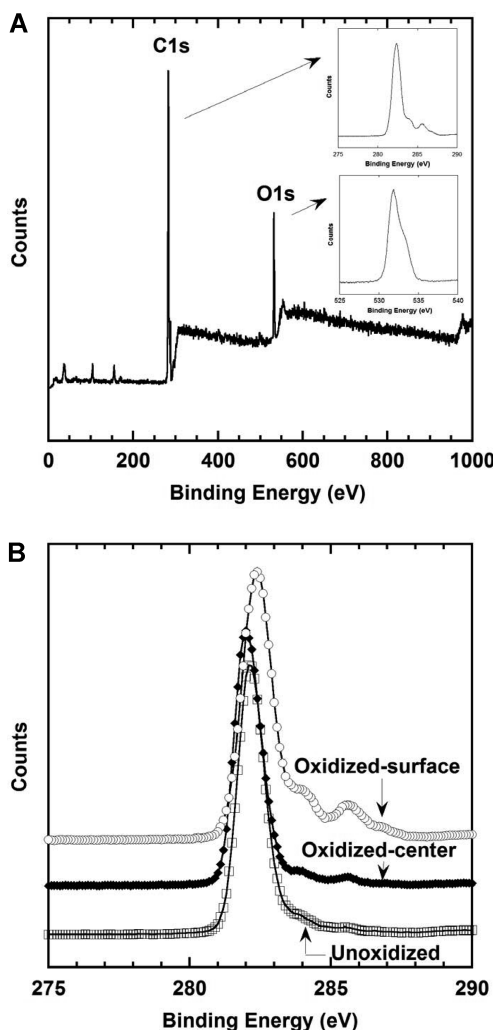 A
C1s
Counts
275 280 285 290
Binding Energy (eV)
O1s
Counts
525 530 535 540
Binding Energy (eV)
Counts
0 200 400 600 800 1000
Binding Energy (eV)
B
Counts
Oxidized-surface
Oxidized-center
Unoxidized
275 280 285 290
Binding Energy (eV)